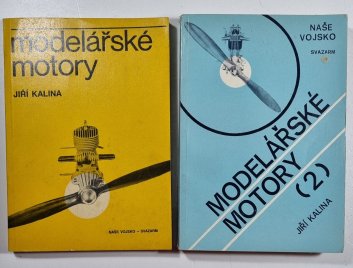 modelářské
motory
JIŘÍ KALINA
NAŠE VOJSKO – SVAZARM
NAŠE
VOJSKO
SVAZARM
MODELÁŘSKÉ
MOTORY
(2)
JIŘÍ KALINA